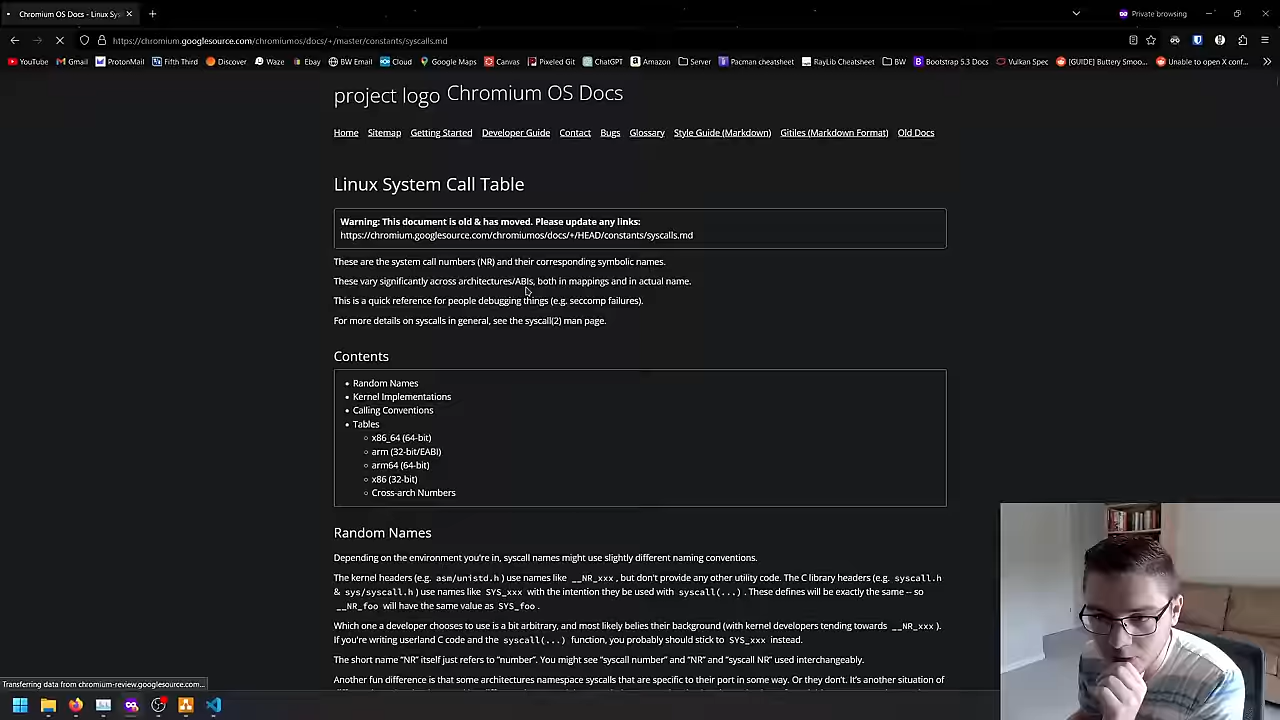 Chromium OS Docs - Linux Sys
Private browsing
https://chromium.googlesource.com/chromiumos/docs/+/master/constants/syscalls.md
YouTube Gmail ProtonMail Fifth Third Discover Waze Ebay BW Email Cloud Google Maps Canvas Pixeled Git ChatGPT Amazon Server Pacman cheatsheet RayLib Cheatsheet BW Bootstrap 5.3 Docs Vulkan Spec [GUIDE] Buttery Smoo... Unable to open X conf...
project logo Chromium OS Docs
Home Sitemap Getting Started Developer Guide Contact Bugs Glossary Style Guide (Markdown) Gitiles (Markdown Format) Old Docs
Linux System Call Table
Warning: This document is old & has moved. Please update any links:
https://chromium.googlesource.com/chromiumos/docs/+/HEAD/constants/syscalls.md
These are the system call numbers (NR) and their corresponding symbolic names.
These vary significantly across architectures/ABIs, both in mappings and in actual name.
This is a quick reference for people debugging things (e.g. seccomp failures).
For more details on syscalls in general, see the syscall(2) man page.
Contents
• Random Names
• Kernel Implementations
• Calling Conventions
• Tables
◦ x86_64 (64-bit)
◦ arm (32-bit/EABI)
◦ arm64 (64-bit)
◦ x86 (32-bit)
◦ Cross-arch Numbers
Random Names
Depending on the environment you're in, syscall names might use slightly different naming conventions.
The kernel headers (e.g. asm/unistd.h) use names like __NR_xxx, but don't provide any other utility code. The C library headers (e.g. syscall.h
& sys/syscall.h) use names like SYS_xxx with the intention they be used with syscall(...). These defines will be exactly the same -- so
__NR_foo will have the same value as SYS_foo.
Which one a developer chooses to use is a bit arbitrary, and most likely belies their background (with kernel developers tending towards __NR_xxx).
If you're writing userland C code and the syscall(...) function, you probably should stick to SYS_xxx instead.
The short name “NR” itself just refers to “number”. You might see “syscall number” and “NR” and “syscall NR” used interchangeably.
Another fun difference is that some architectures namespace syscalls that are specific to their port in some way. Or they don't. It's another situation of
Transferring data from chromium-review.googlesource.com...